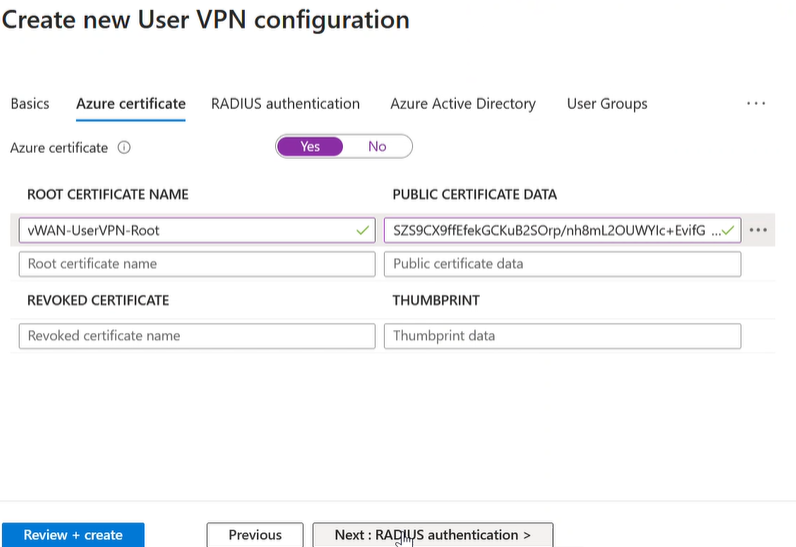 Create new User VPN configuration
Basics Azure certificate RADIUS authentication Azure Active Directory User Groups ...
Azure certificate Yes No
ROOT CERTIFICATE NAME PUBLIC CERTIFICATE DATA
vWAN-UserVPN-Root SZS9CX9ffEfekGCKuB2SOrp/nh8mL2OUWYIc+EvifG ...
Root certificate name Public certificate data
REVOKED CERTIFICATE THUMBPRINT
Revoked certificate name Thumbprint data
Review + create Previous Next : RADIUS authentication >